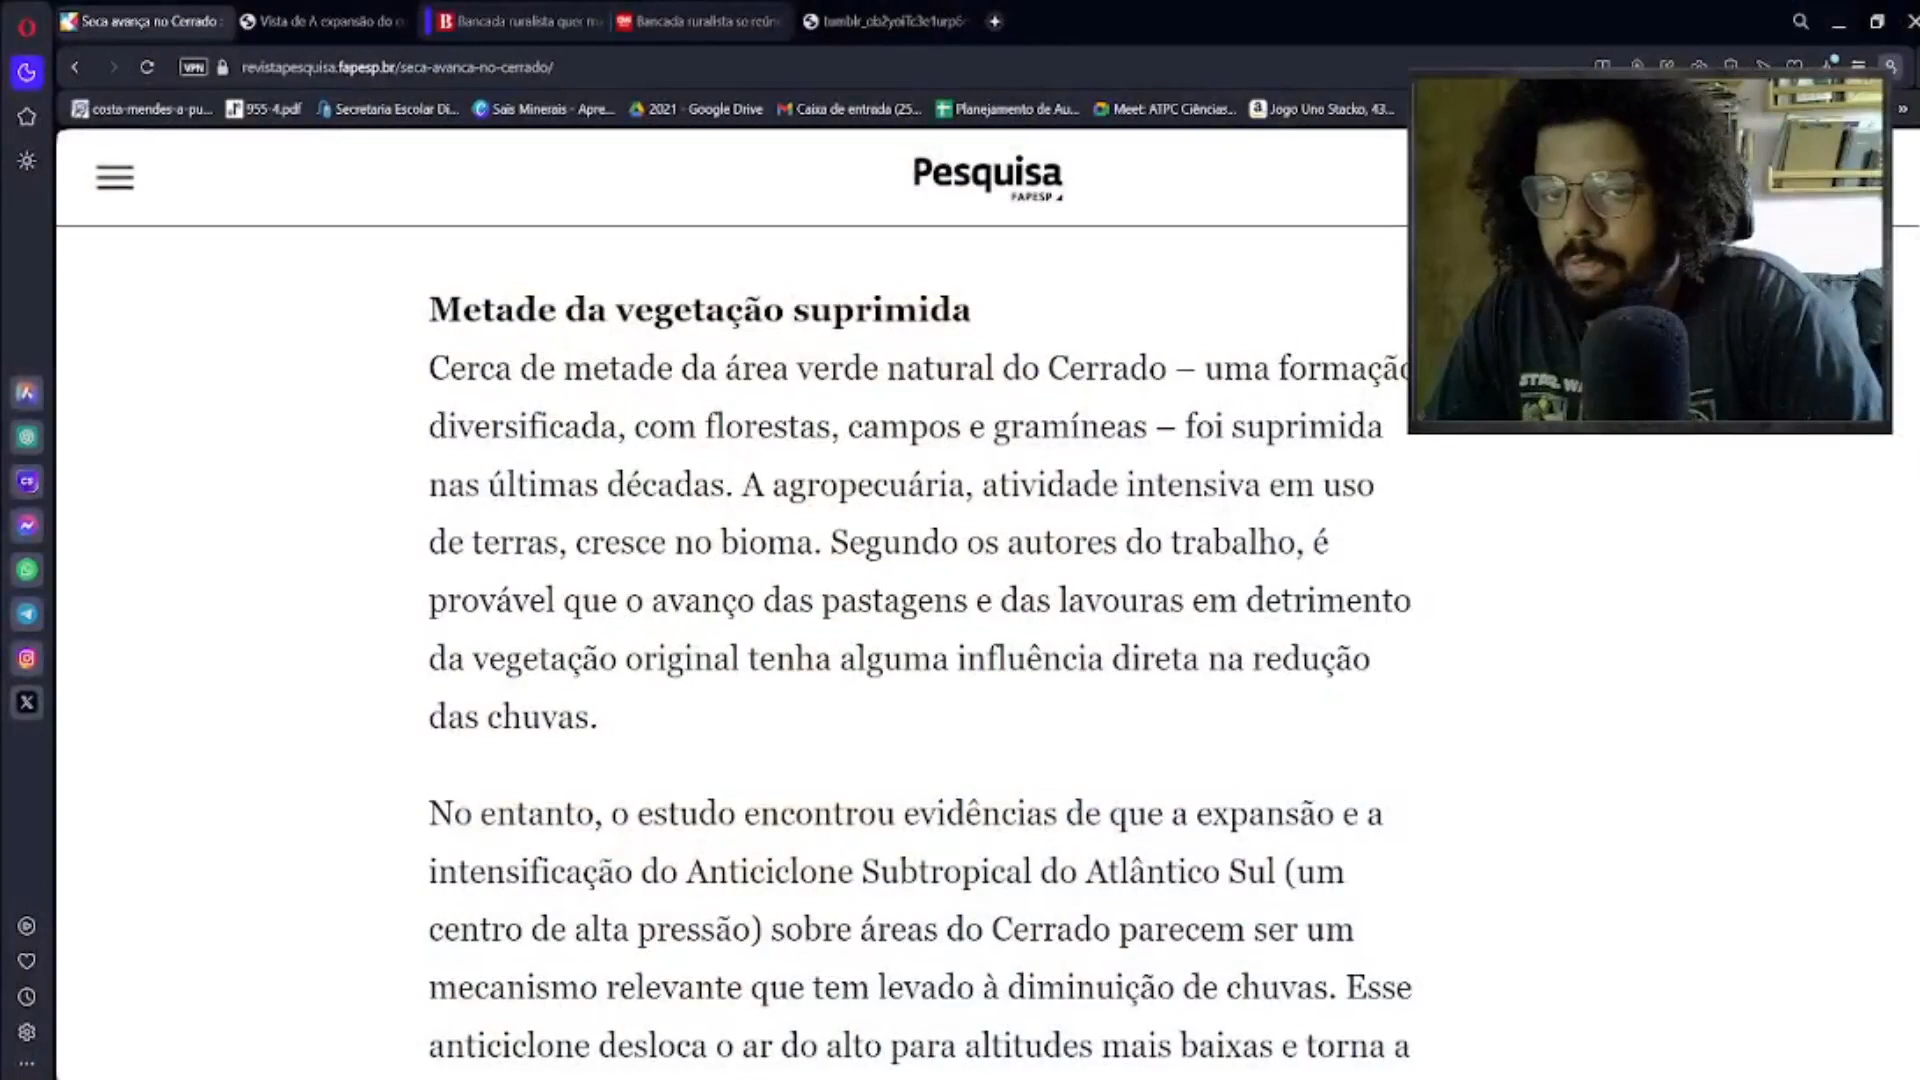 Seca avança no Cerrado
Vista de A expansão do c
Bancada ruralista quer m
Bancada ruralista se reún
VPN
revistapesquisa.fapesp.br/seca-avanca-no-cerrado/
costa-mendes-a-pu...
955-4.pdf
Secretaria Escolar Di...
Sais Minerais - Apre...
2021 - Google Drive
Caixa de entrada (25...
Planejamento de Au...
Meet: ATPC Ciências...
Jogo Uno Stacko, 43...
Pesquisa
FAPESP
Metade da vegetação suprimida
Cerca de metade da área verde natural do Cerrado – uma formação
diversificada, com florestas, campos e gramíneas – foi suprimida
nas últimas décadas. A agropecuária, atividade intensiva em uso
de terras, cresce no bioma. Segundo os autores do trabalho, é
provável que o avanço das pastagens e das lavouras em detrimento
da vegetação original tenha alguma influência direta na redução
das chuvas.
No entanto, o estudo encontrou evidências de que a expansão e a
intensificação do Anticiclone Subtropical do Atlântico Sul (um
centro de alta pressão) sobre áreas do Cerrado parecem ser um
mecanismo relevante que tem levado à diminuição de chuvas. Esse
anticiclone desloca o ar do alto para altitudes mais baixas e torna a
CS
STAR W